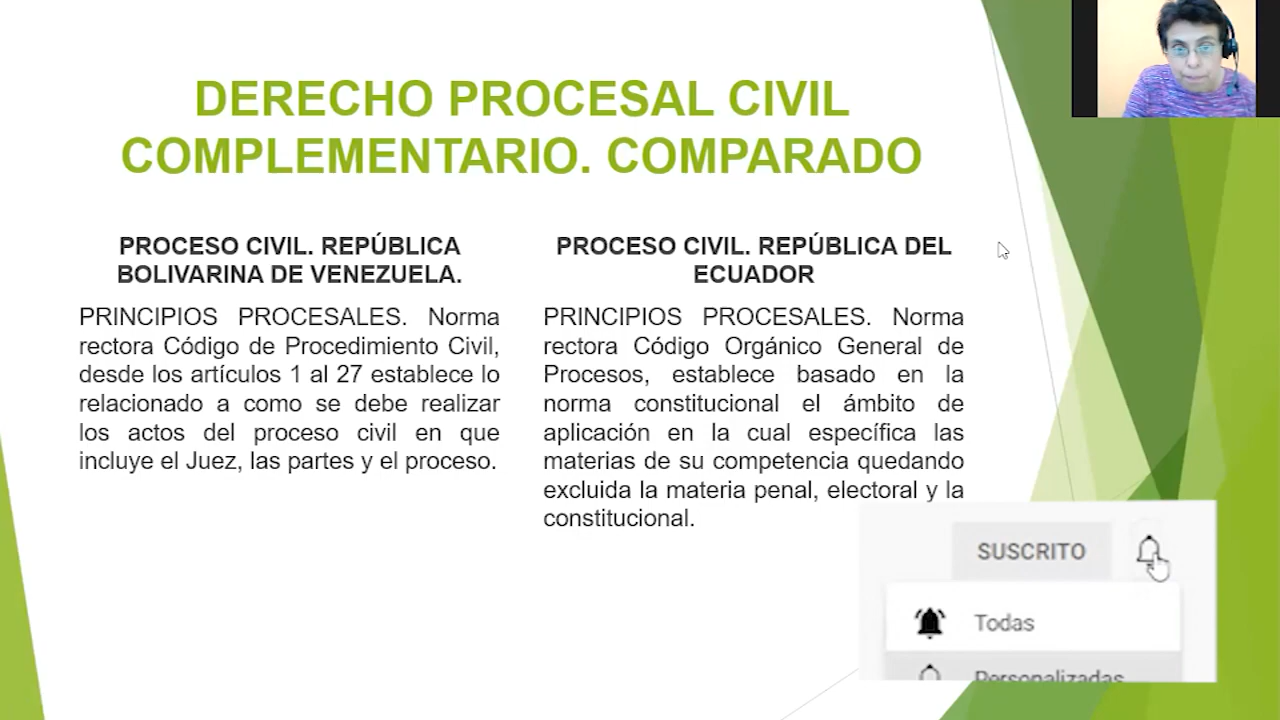 DERECHO PROCESAL CIVIL
COMPLEMENTARIO. COMPARADO
PROCESO CIVIL. REPÚBLICA
BOLIVARINA DE VENEZUELA.
PRINCIPIOS PROCESALES. Norma
rectora Código de Procedimiento Civil,
desde los artículos 1 al 27 establece lo
relacionado a como se debe realizar
los actos del proceso civil en que
incluye el Juez, las partes y el proceso.
PROCESO CIVIL. REPÚBLICA DEL
ECUADOR
PRINCIPIOS PROCESALES. Norma
rectora Código Orgánico General de
Procesos, establece basado en la
norma constitucional el ámbito de
aplicación en la cual específica las
materias de su competencia quedando
excluida la materia penal, electoral y la
constitucional.
SUSCRITO
Todas
Personalizadas